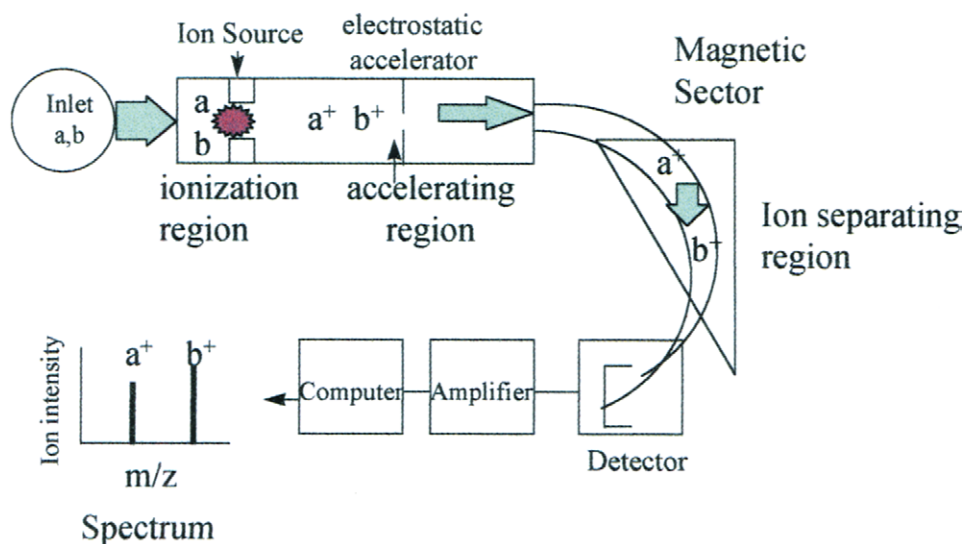 Ion Source
electrostatic
accelerator
Magnetic
Sector
Inlet
a,b
a
b
a⁺ b⁺
ionization
region
accelerating
region
a⁺
b⁺
Ion separating
region
Ion intensity
a⁺ b⁺
m/z
Spectrum
Computer
Amplifier
Detector